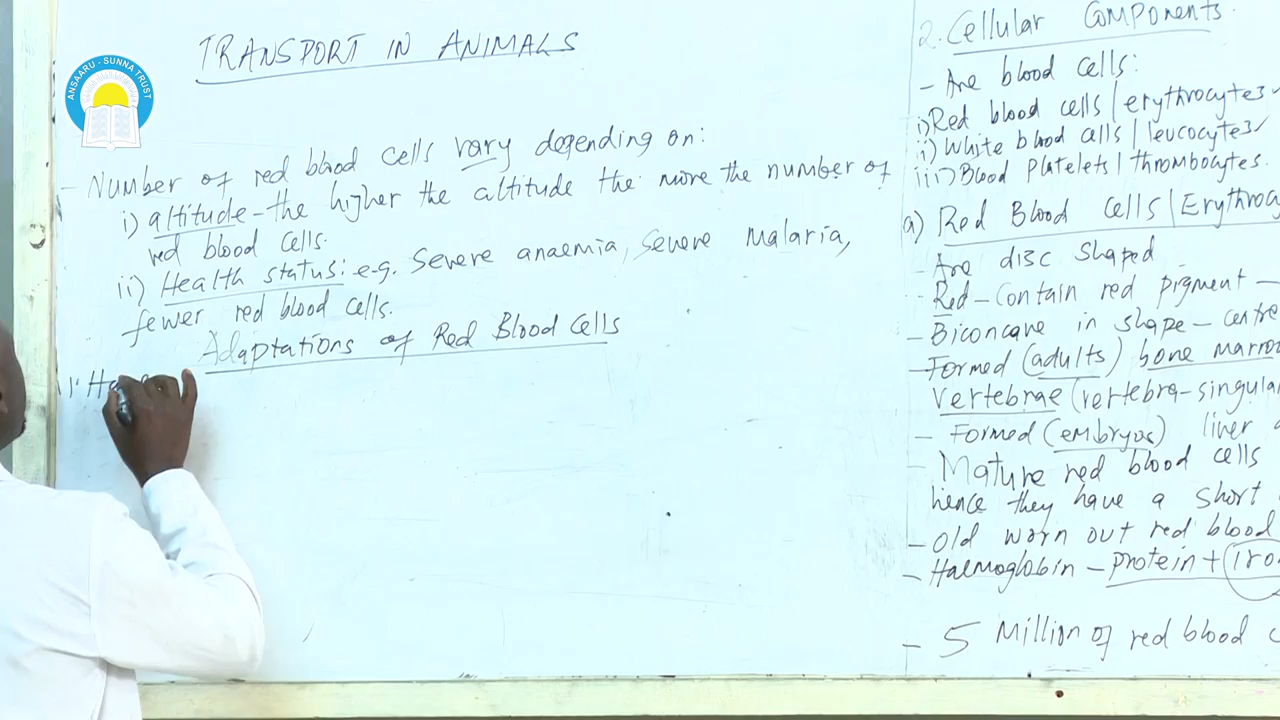 ANSAARU - SUNNA TRUST
TRANSPORT IN ANIMALS
- Number of red blood cells vary depending on:
i) altitude - the higher the altitude the more the number of
red blood cells.
ii) Health status: e.g. Severe anaemia, Severe Malaria,
fewer red blood cells.
Adaptations of Red Blood Cells
1.
2. Cellular Components.
- Are blood cells:
i) Red blood cells / erythrocytes ✓
ii) White blood cells / leucocytes ✓
iii) Blood Platelets / thrombocytes.
a) Red Blood Cells /
- Are disc shaped
- Red - Contain red pigment -
- Biconcave in shape - centre
- Formed (adults) bone
Vertebrae (vertebra -
- Formed (embryos) liver
- Mature red blood cells
hence they have a short
- Old worn out red blood
- Haemoglobin - protein +
- 5 Million of red blood